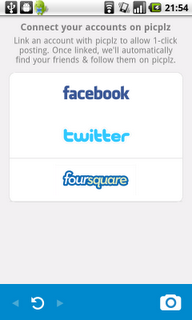 21:54
Connect your accounts on picplz
Link an account with picplz to allow 1-click
posting. Once linked, we'll automatically
find your friends & follow them on picplz.
facebook
twitter
foursquare